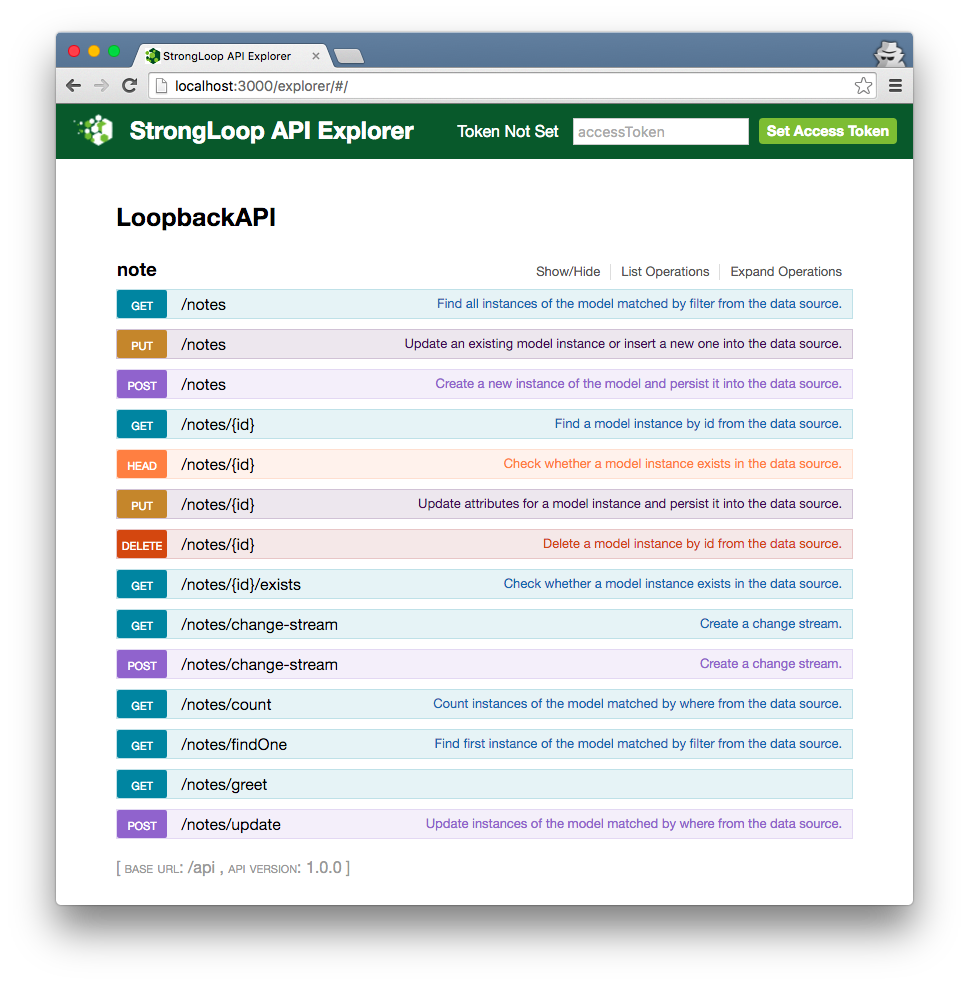 StrongLoop API Explorer
localhost:3000/explorer/#/
StrongLoop API Explorer Token Not Set accessToken Set Access Token
LoopbackAPI
note Show/Hide List Operations Expand Operations
GET /notes Find all instances of the model matched by filter from the data source.
PUT /notes Update an existing model instance or insert a new one into the data source.
POST /notes Create a new instance of the model and persist it into the data source.
GET /notes/{id} Find a model instance by id from the data source.
HEAD /notes/{id} Check whether a model instance exists in the data source.
PUT /notes/{id} Update attributes for a model instance and persist it into the data source.
DELETE /notes/{id} Delete a model instance by id from the data source.
GET /notes/{id}/exists Check whether a model instance exists in the data source.
GET /notes/change-stream Create a change stream.
POST /notes/change-stream Create a change stream.
GET /notes/count Count instances of the model matched by where from the data source.
GET /notes/findOne Find first instance of the model matched by filter from the data source.
GET /notes/greet
POST /notes/update Update instances of the model matched by where from the data source.
[ BASE URL: /api , API VERSION: 1.0.0 ]